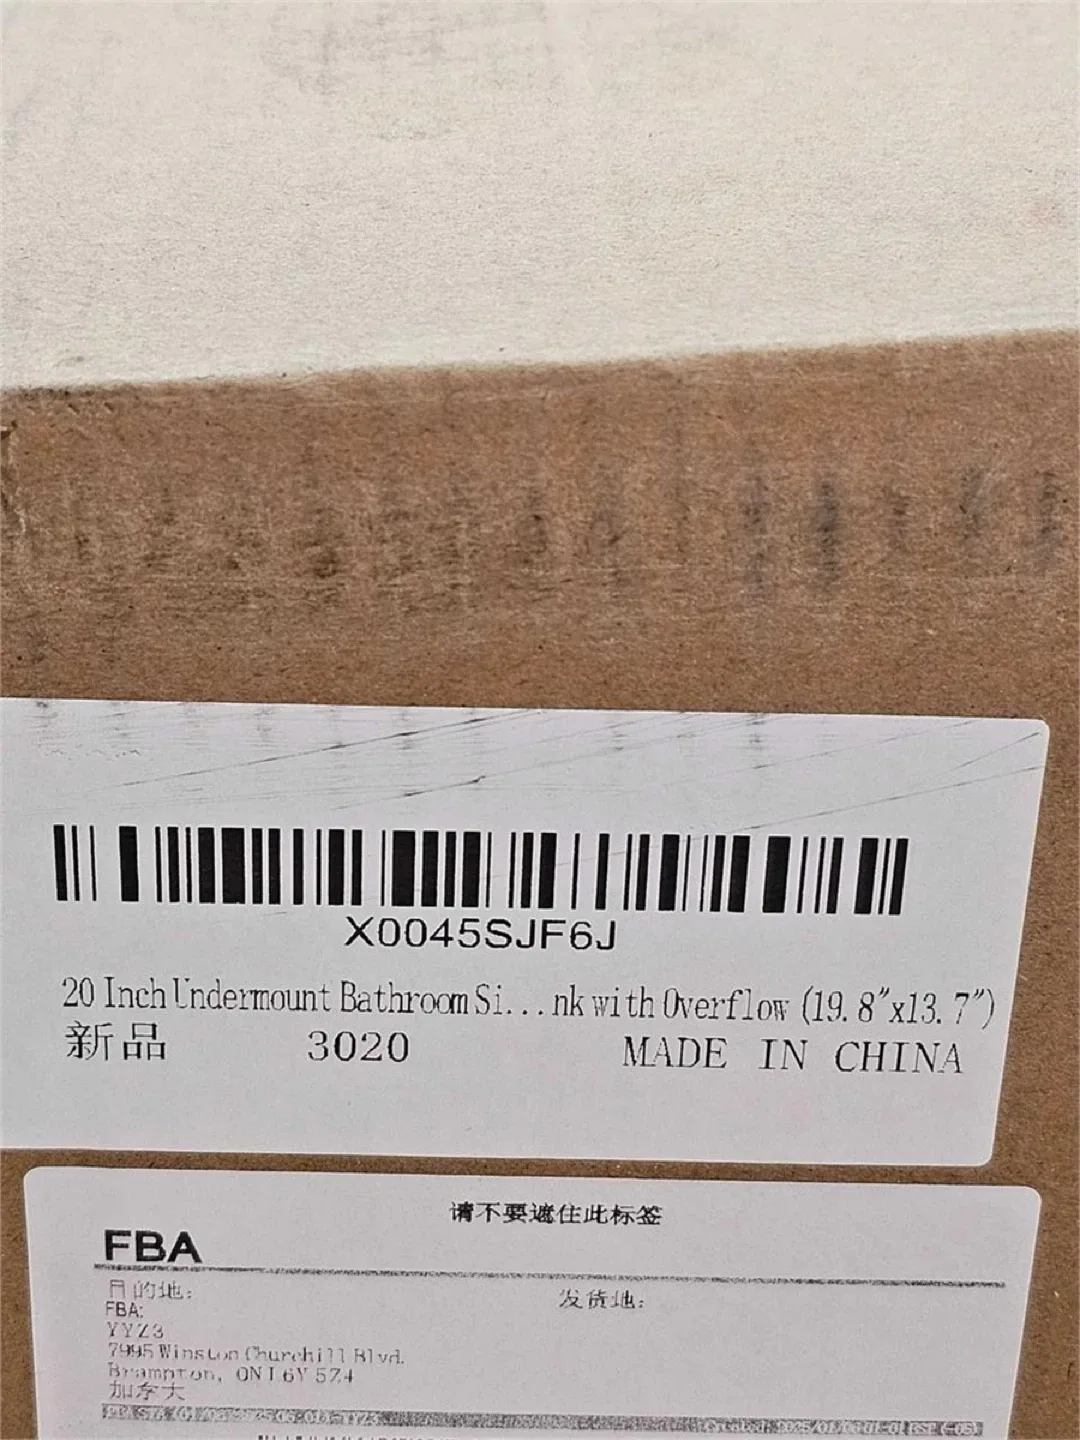 X0045SJF6J
20 Inch Undermount Bathroom Si...nk with Overflow (19.8"x13.7")
新品 3020 MADE IN CHINA
请不要遮住此标签
FBA
目的地:
发货地:
FBA:
YYZ3
7995 Winston Churchill Blvd.
Brampton, ON L6Y 5Z4
加拿大